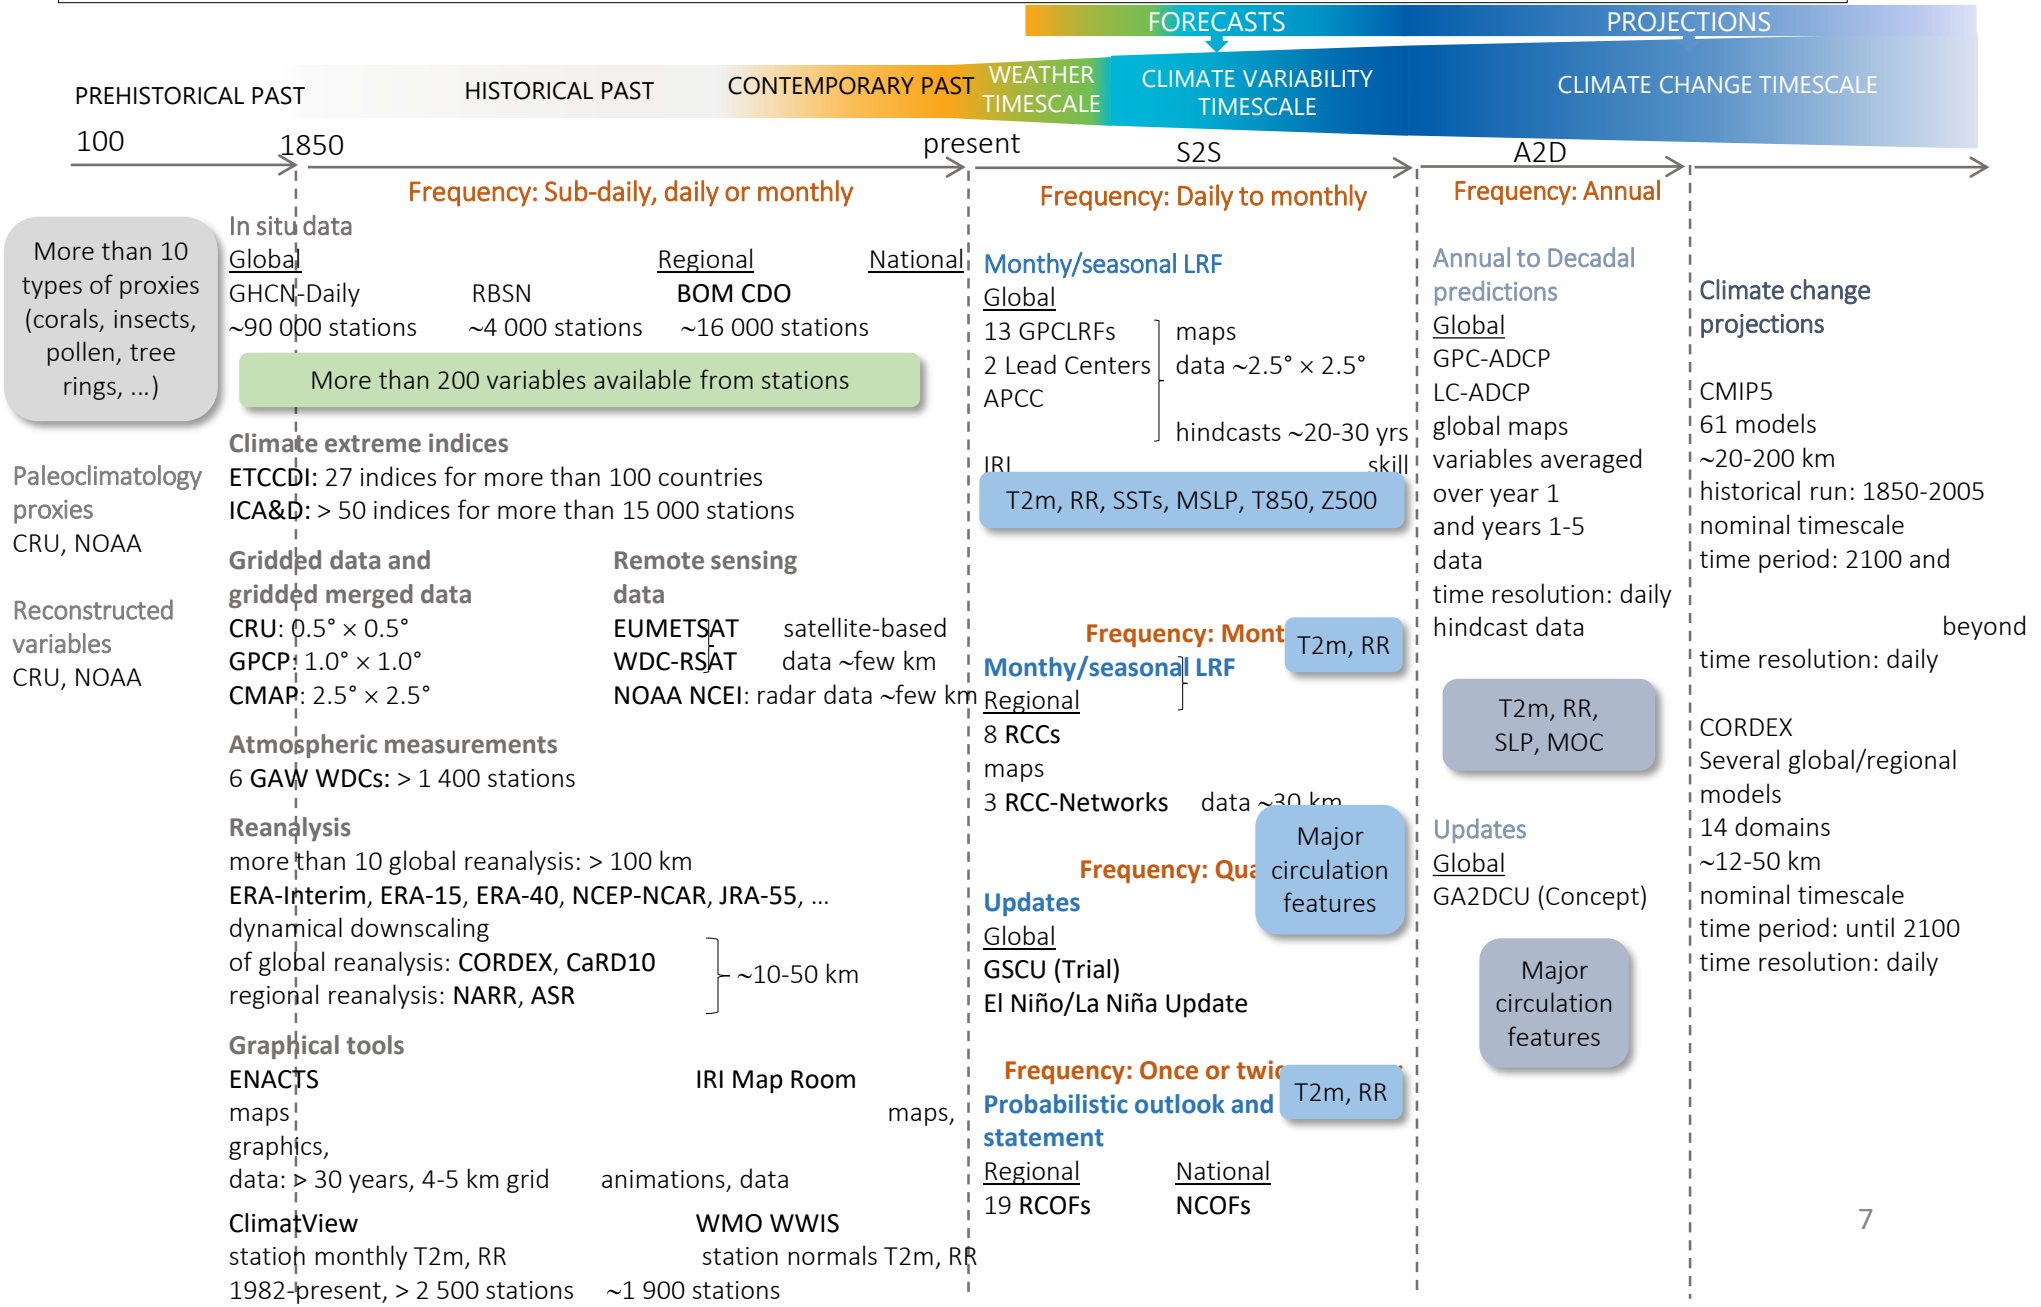 FORECASTS
PROJECTIONS
PREHISTORICAL PAST
HISTORICAL PAST
CONTEMPORARY PAST
WEATHER
TIMESCALE
CLIMATE VARIABILITY
TIMESCALE
CLIMATE CHANGE TIMESCALE
100
1850
present
S2S
A2D
Frequency: Sub-daily, daily or monthly
Frequency: Daily to monthly
Frequency: Annual
More than 10
types of proxies
(corals, insects,
pollen, tree
rings, ...)
Paleoclimatology
proxies
CRU, NOAA
Reconstructed
variables
CRU, NOAA
In situ data
Global Regional National
GHCN-Daily RBSN BOM CDO
~90 000 stations ~4 000 stations ~16 000 stations
More than 200 variables available from stations
Climate extreme indices
ETCCDI: 27 indices for more than 100 countries
ICA&D: > 50 indices for more than 15 000 stations
Gridded data and
gridded merged data
CRU: 0.5° × 0.5°
GPCP: 1.0° × 1.0°
CMAP: 2.5° × 2.5°
Remote sensing
data
EUMETSAT satellite-based
WDC-RSAT data ~few km
NOAA NCEI: radar data ~few km
Atmospheric measurements
6 GAW WDCs: > 1 400 stations
Reanalysis
more than 10 global reanalysis: > 100 km
ERA-Interim, ERA-15, ERA-40, NCEP-NCAR, JRA-55, ...
dynamical downscaling
of global reanalysis: CORDEX, CaRD10
regional reanalysis: NARR, ASR
~10-50 km
Graphical tools
ENACTS IRI Map Room
maps maps,
graphics,
data: > 30 years, 4-5 km grid animations, data
ClimatView WMO WWIS
station monthly T2m, RR station normals T2m, RR
1982-present, > 2 500 stations ~1 900 stations
Monthy/seasonal LRF
Global
13 GPCLRFs maps
2 Lead Centers data ~2.5° × 2.5°
APCC
hindcasts ~20-30 yrs
IRI skill
T2m, RR, SSTs, MSLP, T850, Z500
Frequency: Mont
T2m, RR
Monthy/seasonal LRF
Regional
8 RCCs
maps
3 RCC-Networks data ~30 km
Major
circulation
features
Frequency: Qua
Updates
Global
GSCU (Trial)
El Niño/La Niña Update
Frequency: Once or twic
T2m, RR
Probabilistic outlook and
statement
Regional National
19 RCOFs NCOFs
Annual to Decadal
predictions
Global
GPC-ADCP
LC-ADCP
global maps
variables averaged
over year 1
and years 1-5
data
time resolution: daily
hindcast data
T2m, RR,
SLP, MOC
Updates
Global
GA2DCU (Concept)
Major
circulation
features
Climate change
projections
CMIP5
61 models
~20-200 km
historical run: 1850-2005
nominal timescale
time period: 2100 and
beyond
time resolution: daily
CORDEX
Several global/regional
models
14 domains
~12-50 km
nominal timescale
time period: until 2100
time resolution: daily
7